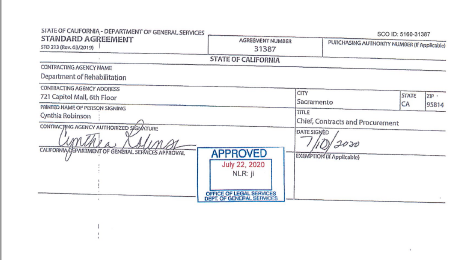 SCO ID: 5160-31387
STATE OF CALIFORNIA - DEPARTMENT OF GENERAL SERVICES
STANDARD AGREEMENT
STD 213 (Rev. 03/2019)
AGREEMENT NUMBER
31387
PURCHASING AUTHORITY NUMBER (If Applicable)
STATE OF CALIFORNIA
CONTRACTING AGENCY NAME
Department of Rehabilitation
CONTRACTING AGENCY ADDRESS
721 Capitol Mall, 6th Floor
CITY
Sacramento
STATE
CA
ZIP
95814
PRINTED NAME OF PERSON SIGNING
Cynthia Robinson
TITLE
Chief, Contracts and Procurement
CONTRACTING AGENCY AUTHORIZED SIGNATURE
Cynthia Robinson
DATE SIGNED
7/10/2020
CALIFORNIA DEPARTMENT OF GENERAL SERVICES APPROVAL
EXEMPTION (If Applicable)
APPROVED
July 22, 2020
NLR: ji
OFFICE OF LEGAL SERVICES
DEPT. OF GENERAL SERVICES